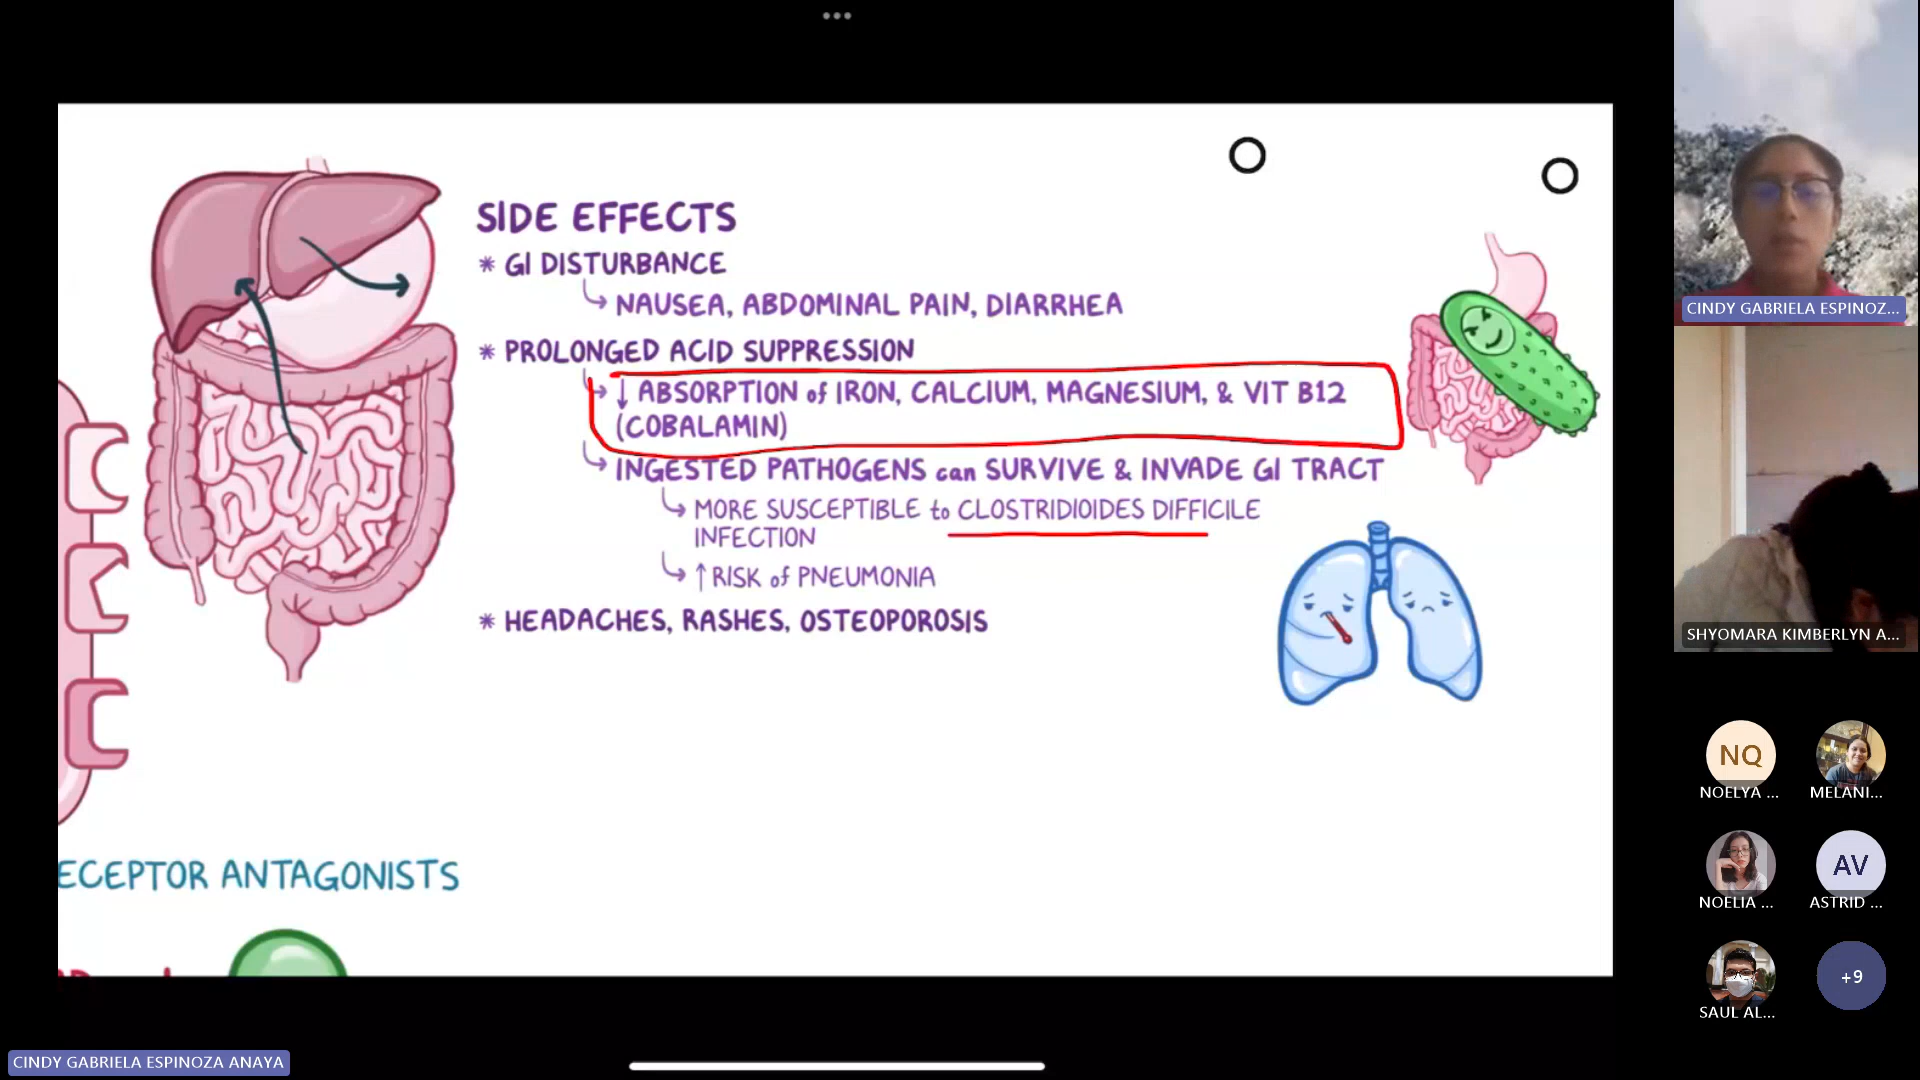 SIDE EFFECTS
* GI DISTURBANCE
NAUSEA, ABDOMINAL PAIN, DIARRHEA
* PROLONGED ACID SUPPRESSION
↓ ABSORPTION of IRON, CALCIUM, MAGNESIUM, & VIT B12
(COBALAMIN)
INGESTED PATHOGENS can SURVIVE & INVADE GI TRACT
MORE SUSCEPTIBLE to CLOSTRIDIOIDES DIFFICILE
INFECTION
↑ RISK of PNEUMONIA
* HEADACHES, RASHES, OSTEOPOROSIS
ECEPTOR ANTAGONISTS
CINDY GABRIELA ESPINOZ...
SHYOMARA KIMBERLYN A...
NQ
NOELYA ...
MELANI...
NOELIA ...
AV
ASTRID ...
SAUL AL...
+9
CINDY GABRIELA ESPINOZA ANAYA